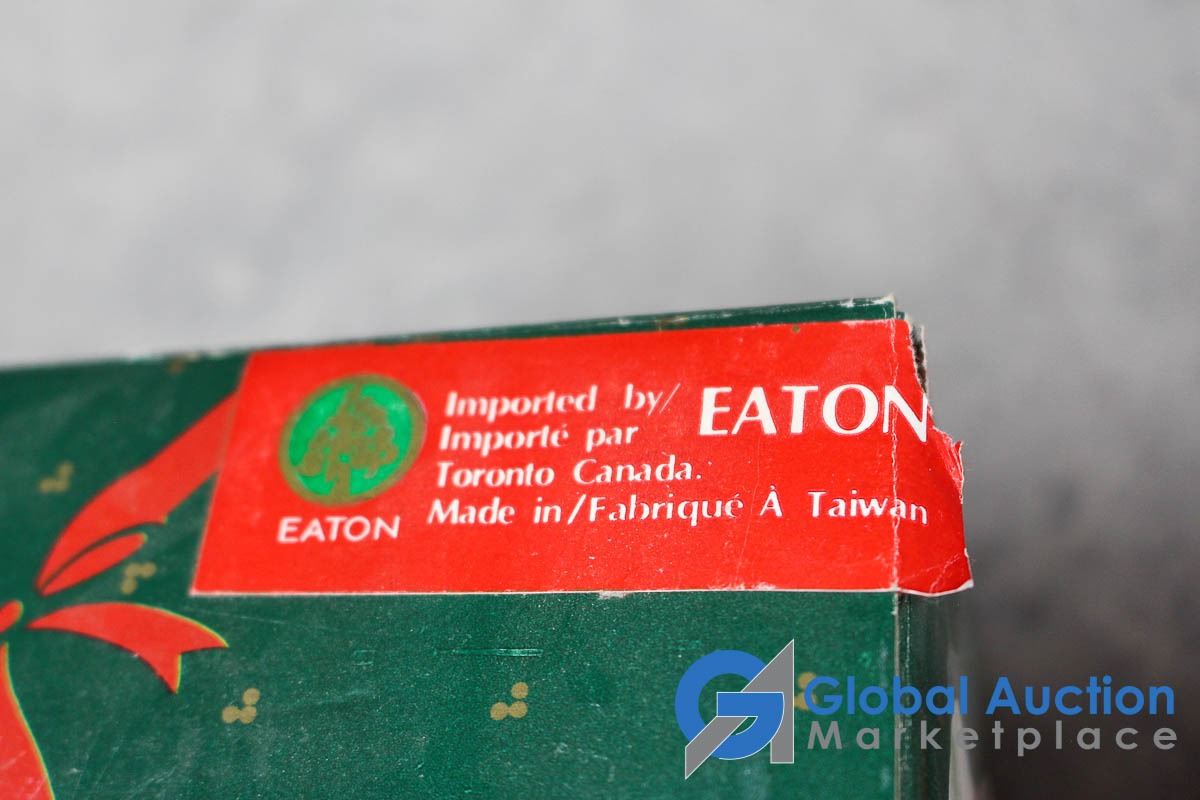 Imported by/ EATON
Importé par
Toronto Canada.
Made in/Fabriqué À Taiwan
EATON
Global Auction
Marketplace